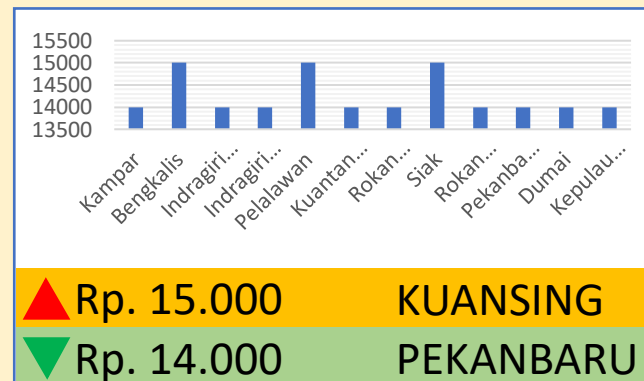 15500
15000
14500
14000
13500
Kampar
Bengkalis
Indragiri…
Indragiri…
Pelalawan
Kuantan…
Rokan…
Siak
Rokan…
Pekanba…
Dumai
Kepulau…
Rp. 15.000 KUANSING
Rp. 14.000 PEKANBARU